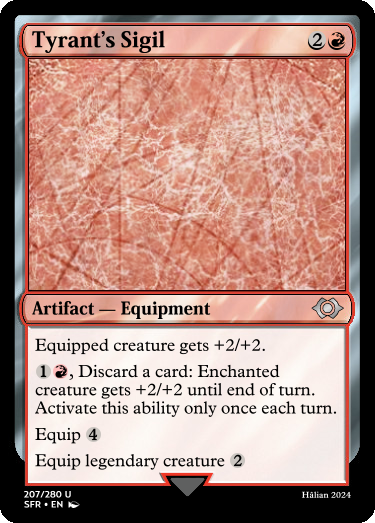 Tyrant's Sigil 2R
Artifact — Equipment
Equipped creature gets +2/+2.
1R, Discard a card: Enchanted
creature gets +2/+2 until end of turn.
Activate this ability only once each turn.
Equip 4
Equip legendary creature 2
207/280 U
SFR • EN Hālian 2024